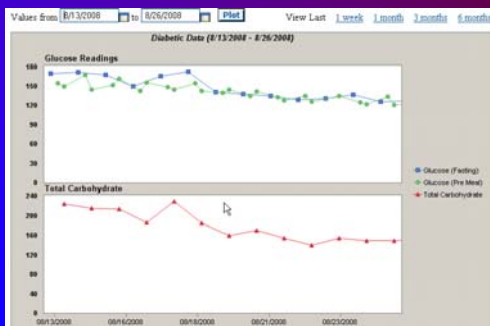 Values from 8/13/2008 to 8/26/2008 Plot View Last 1 week 1 month 3 months 6 months
Diabetic Data (8/13/2008 - 8/26/2008)
Glucose Readings
180
150
120
90
60
30
0
Glucose (Fasting)
Glucose (Pre Meal)
Total Carbohydrate
Total Carbohydrate
240
200
160
120
80
40
0
08/13/2008 08/16/2008 08/18/2008 08/21/2008 08/23/2008